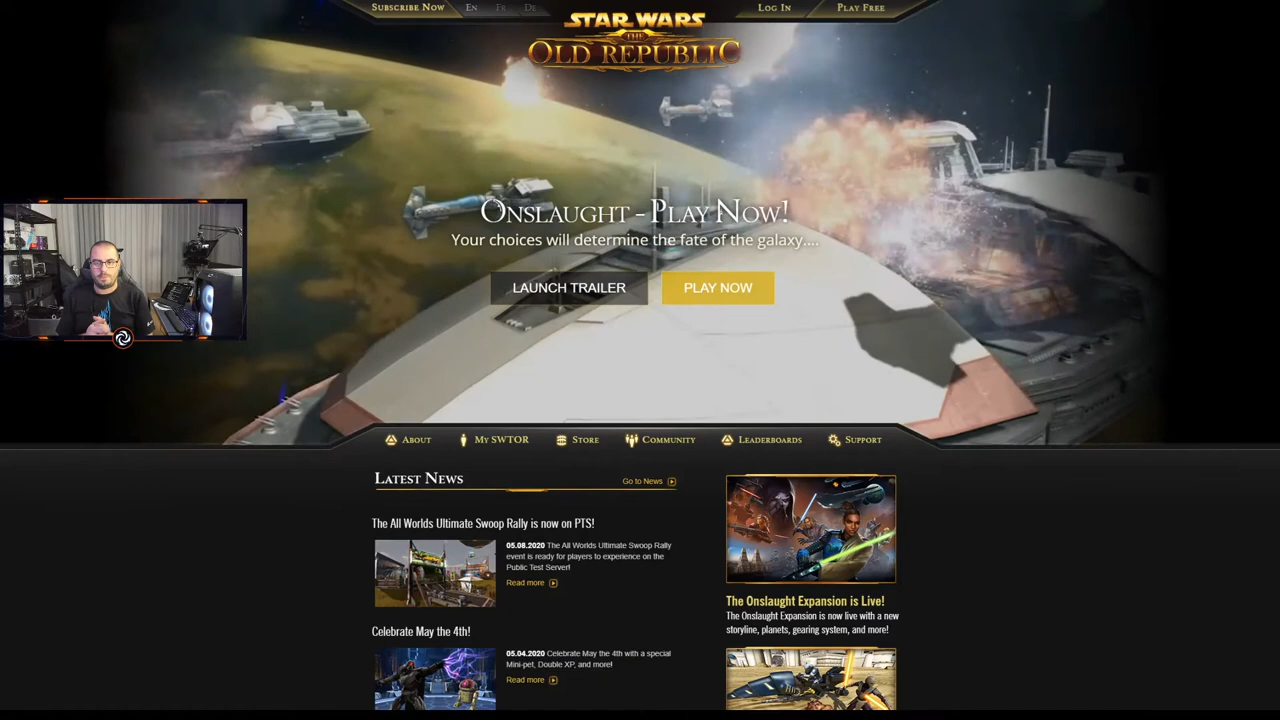 Subscribe Now
En
Fr
De
Log In
Play Free
STAR WARS
THE
OLD REPUBLIC
Onslaught - Play Now!
Your choices will determine the fate of the galaxy....
LAUNCH TRAILER
PLAY NOW
About
My SWTOR
Store
Community
Leaderboards
Support
Latest News
Go to News
The All Worlds Ultimate Swoop Rally is now on PTS!
05.08.2020 The All Worlds Ultimate Swoop Rally
event is ready for players to experience on the
Public Test Server!
Read more
Celebrate May the 4th!
05.04.2020 Celebrate May the 4th with a special
Mini-pet, Double XP, and more!
Read more
The Onslaught Expansion is Live!
The Onslaught Expansion is now live with a new
storyline, planets, gearing system, and more!